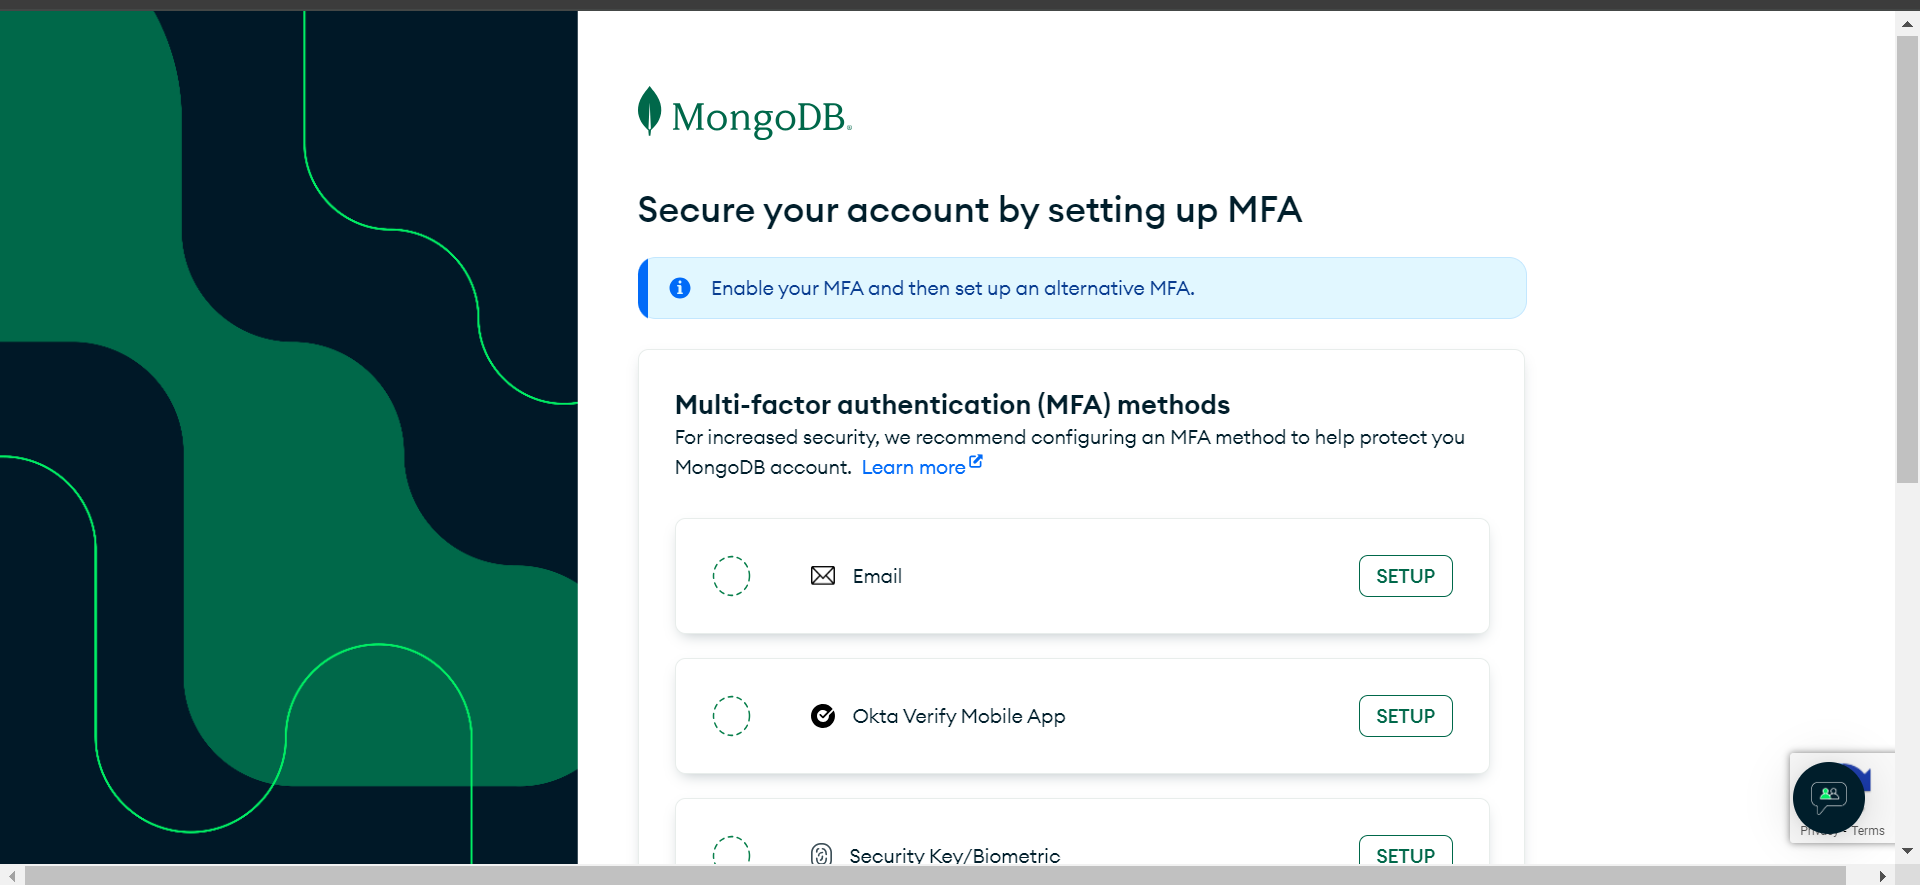 MongoDB®
Secure your account by setting up MFA
Enable your MFA and then set up an alternative MFA.
Multi-factor authentication (MFA) methods
For increased security, we recommend configuring an MFA method to help protect you
MongoDB account. Learn more
Email
SETUP
Okta Verify Mobile App
SETUP
Security Key/Biometric
SETUP
- Terms